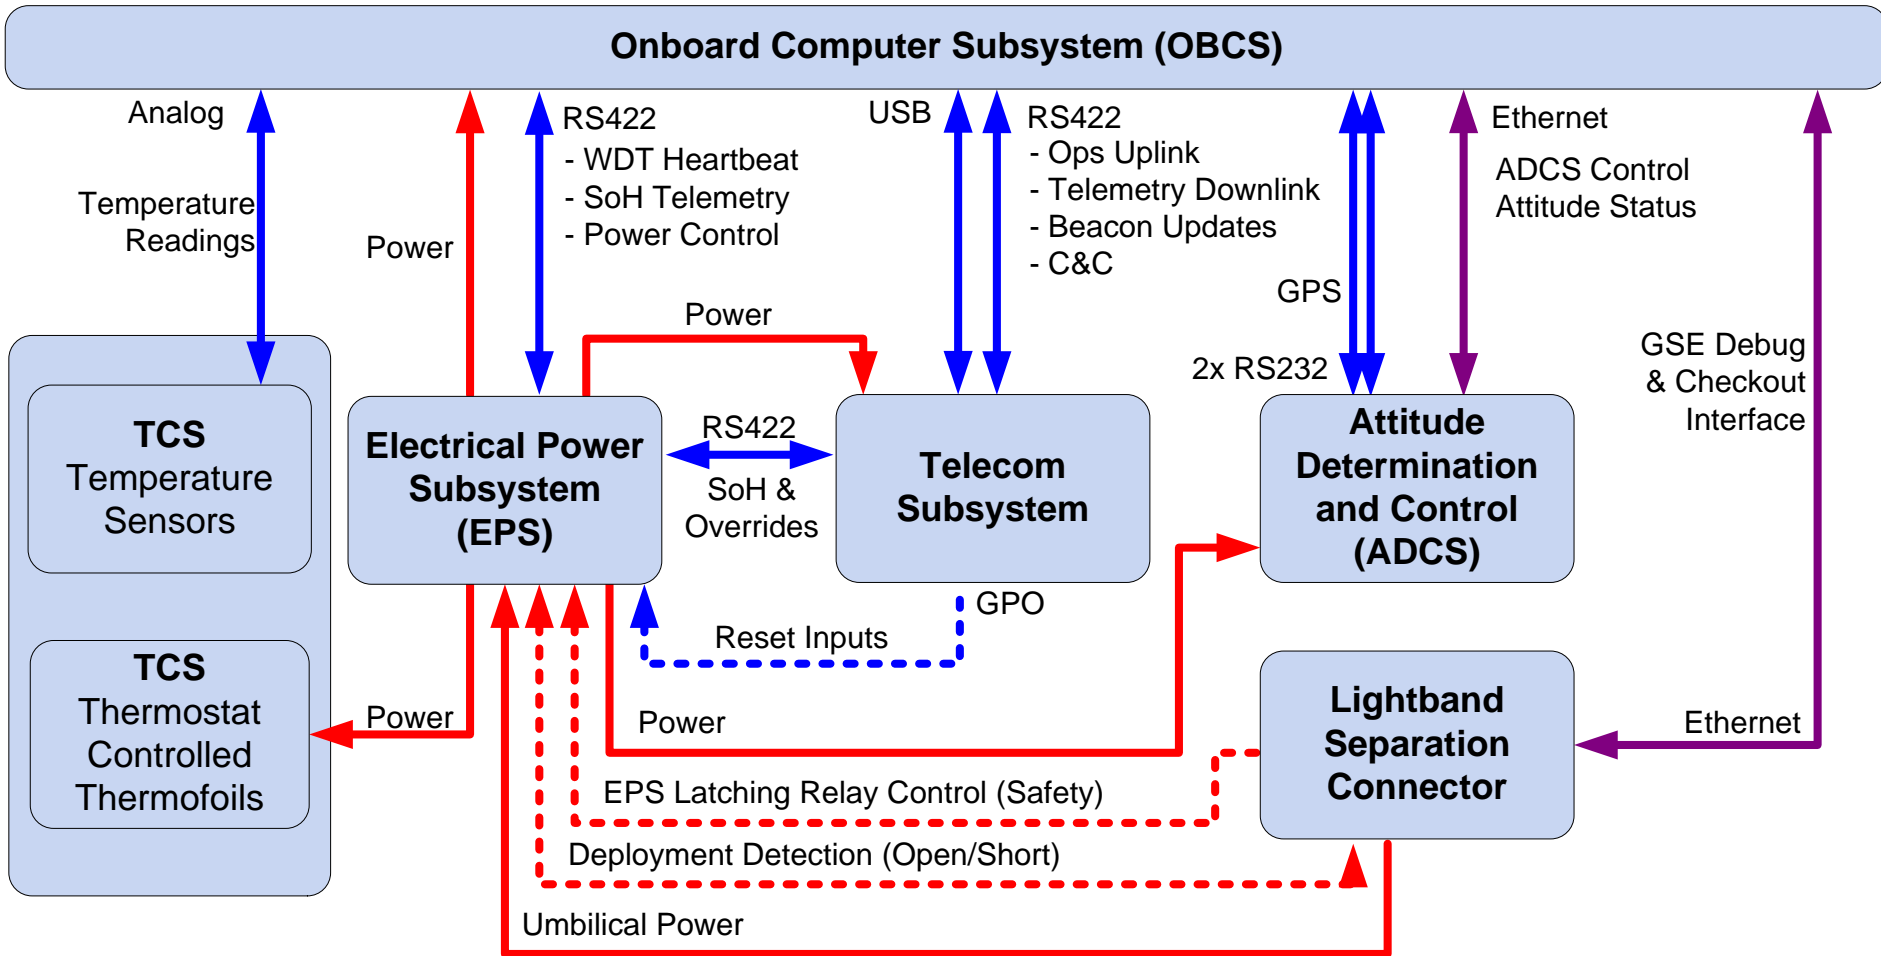 Onboard Computer Subsystem (OBCS)
Analog
Temperature
Readings
Power
RS422
- WDT Heartbeat
- SoH Telemetry
- Power Control
USB
RS422
- Ops Uplink
- Telemetry Downlink
- Beacon Updates
- C&C
GPS
2x RS232
Ethernet
ADCS Control
Attitude Status
GSE Debug
& Checkout
Interface
Power
TCS
Temperature
Sensors
Electrical Power
Subsystem
(EPS)
RS422
SoH &
Overrides
Telecom
Subsystem
Attitude
Determination
and Control
(ADCS)
GPO
Reset Inputs
TCS
Thermostat
Controlled
Thermofoils
Power
Power
Lightband
Separation
Connector
Ethernet
EPS Latching Relay Control (Safety)
Deployment Detection (Open/Short)
Umbilical Power